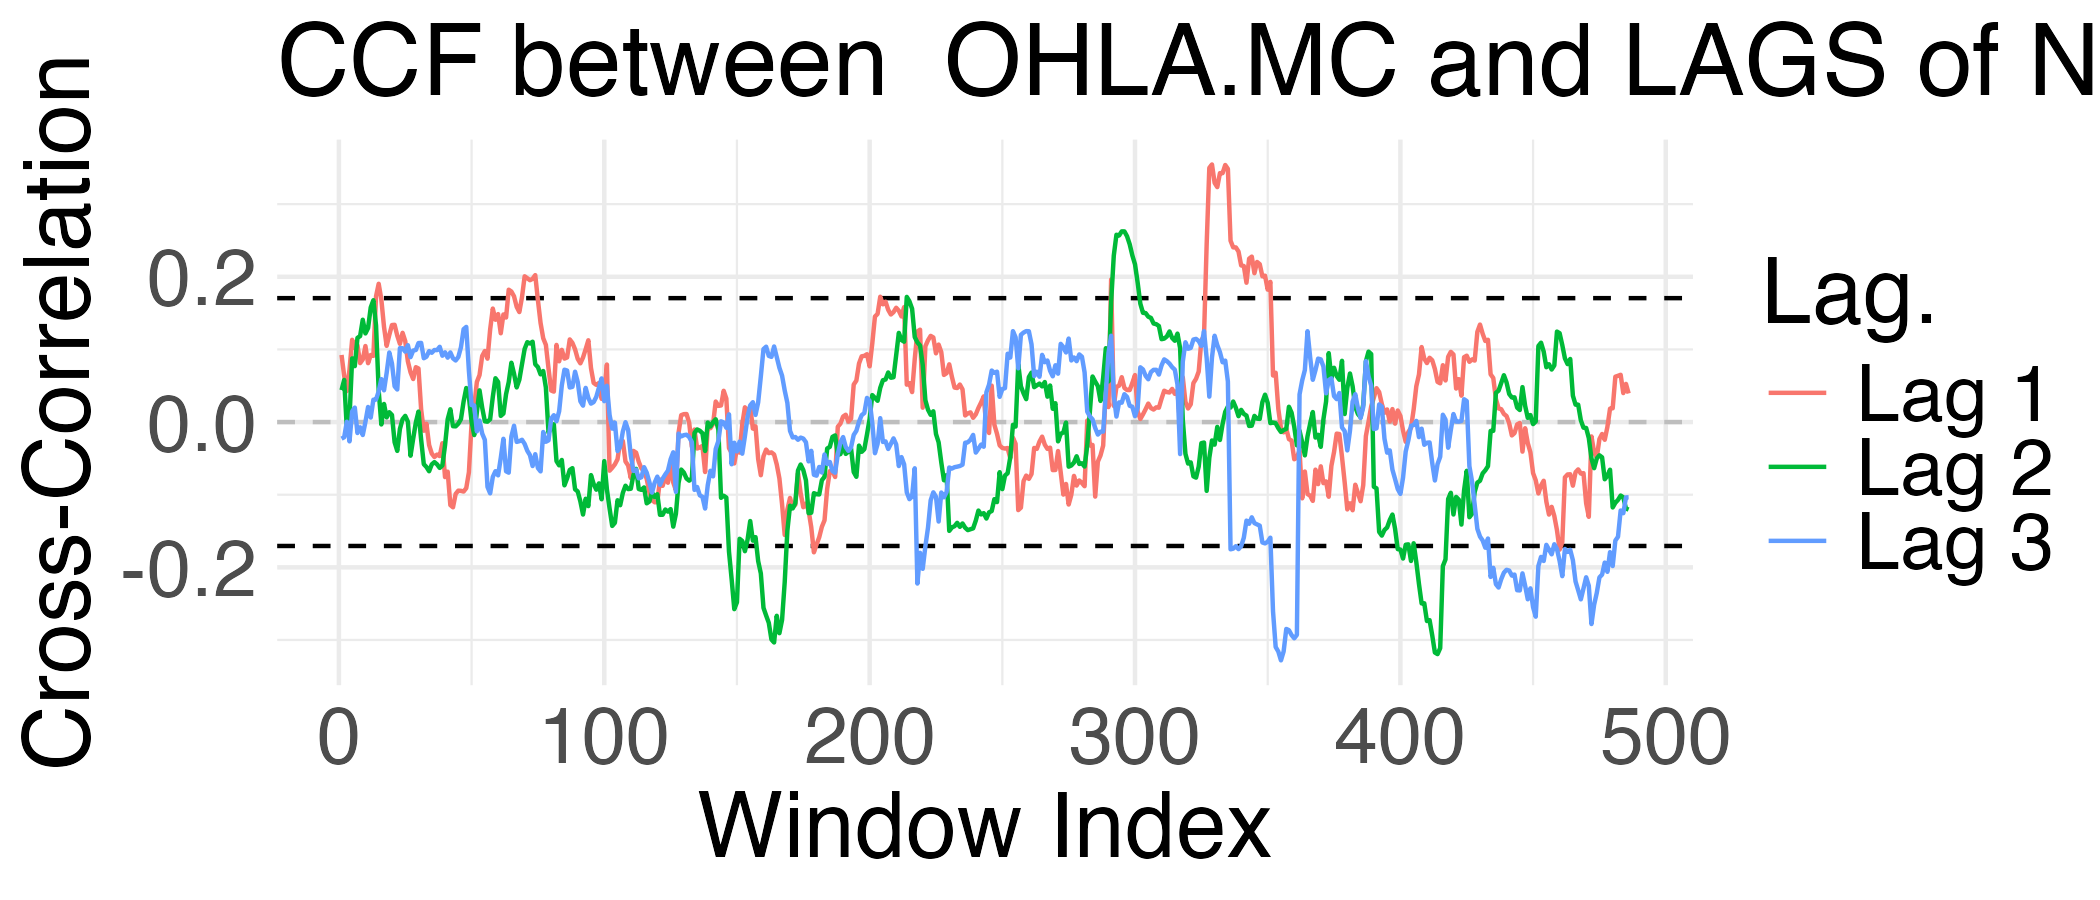 CCF between OHLA.MC and LAGS of N
Cross-Correlation
0.2
0.0
-0.2
0 100 200 300 400 500
Window Index
Lag.
Lag 1
Lag 2
Lag 3